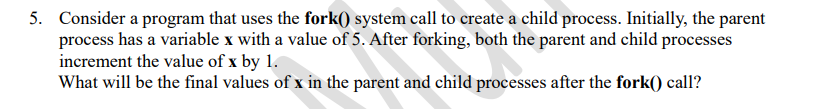 5. Consider a program that uses the fork() system call to create a child process. Initially, the parent
process has a variable x with a value of 5. After forking, both the parent and child processes
increment the value of x by 1.
What will be the final values of x in the parent and child processes after the fork() call?